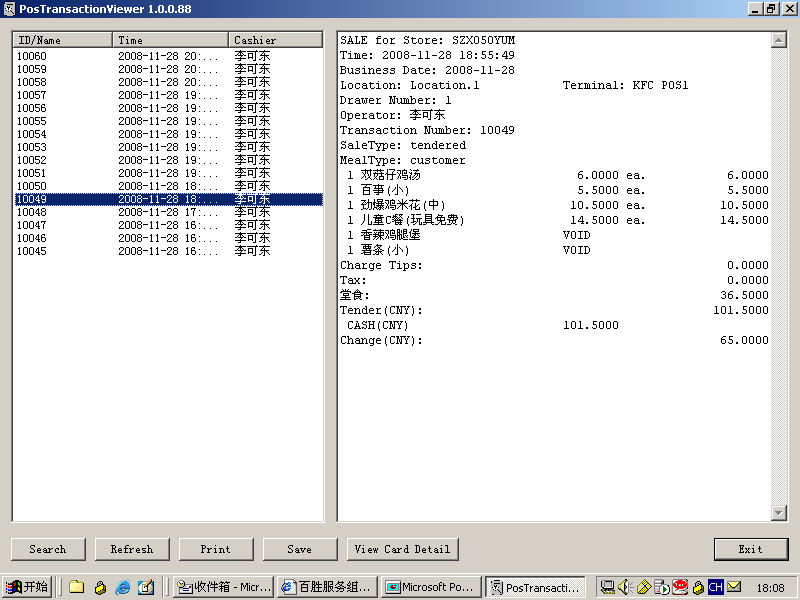 PosTransactionViewer 1.0.0.88
ID/Name Time Cashier
10060 2008-11-28 20:... 李可东
10059 2008-11-28 20:... 李可东
10058 2008-11-28 20:... 李可东
10057 2008-11-28 19:... 李可东
10056 2008-11-28 19:... 李可东
10055 2008-11-28 19:... 李可东
10054 2008-11-28 19:... 李可东
10053 2008-11-28 19:... 李可东
10052 2008-11-28 19:... 李可东
10051 2008-11-28 19:... 李可东
10050 2008-11-28 18:... 李可东
10049 2008-11-28 18:... 李可东
10048 2008-11-28 17:... 李可东
10047 2008-11-28 16:... 李可东
10046 2008-11-28 16:... 李可东
10045 2008-11-28 16:... 李可东
SALE for Store: SZX050YUM
Time: 2008-11-28 18:55:49
Business Date: 2008-11-28
Location: Location.1 Terminal: KFC POS1
Drawer Number: 1
Operator: 李可东
Transaction Number: 10049
SaleType: tendered
MealType: customer
1 双菇仔鸡汤 6.0000 ea. 6.0000
1 百事(小) 5.5000 ea. 5.5000
1 劲爆鸡米花(中) 10.5000 ea. 10.5000
1 儿童C餐(玩具免费) 14.5000 ea. 14.5000
1 香辣鸡腿堡 VOID
1 薯条(小) VOID
Charge Tips: 0.0000
Tax: 0.0000
堂食: 36.5000
Tender(CNY): 101.5000
CASH(CNY) 101.5000
Change(CNY): 65.0000
Search Refresh Print Save View Card Detail Exit
开始 收件箱 - Micr... 百胜服务组... Microsoft Po... PosTransacti... CH 18:08